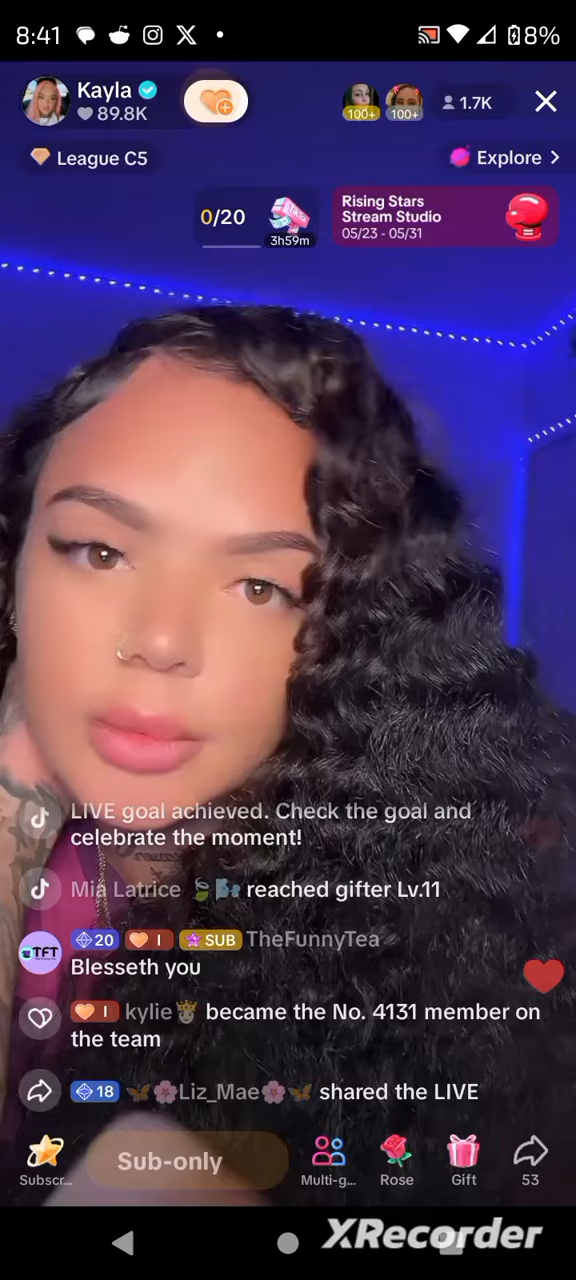 8:41
8%
Kayla
89.8K
100+
100+
1.7K
League C5
Explore
0/20
TikTok
3h59m
Rising Stars
Stream Studio
05/23 - 05/31
LIVE goal achieved. Check the goal and
celebrate the moment!
Mia Latrice 🍃🌬️ reached gifter Lv.11
TFT
20 I SUB TheFunnyTea
Blesseth you
I kylie👸 became the No. 4131 member on
the team
18 🦋🌸Liz_Mae🌸🦋 shared the LIVE
Sub-only
Subscr...
Multi-g...
Rose
Gift
53
XRecorder